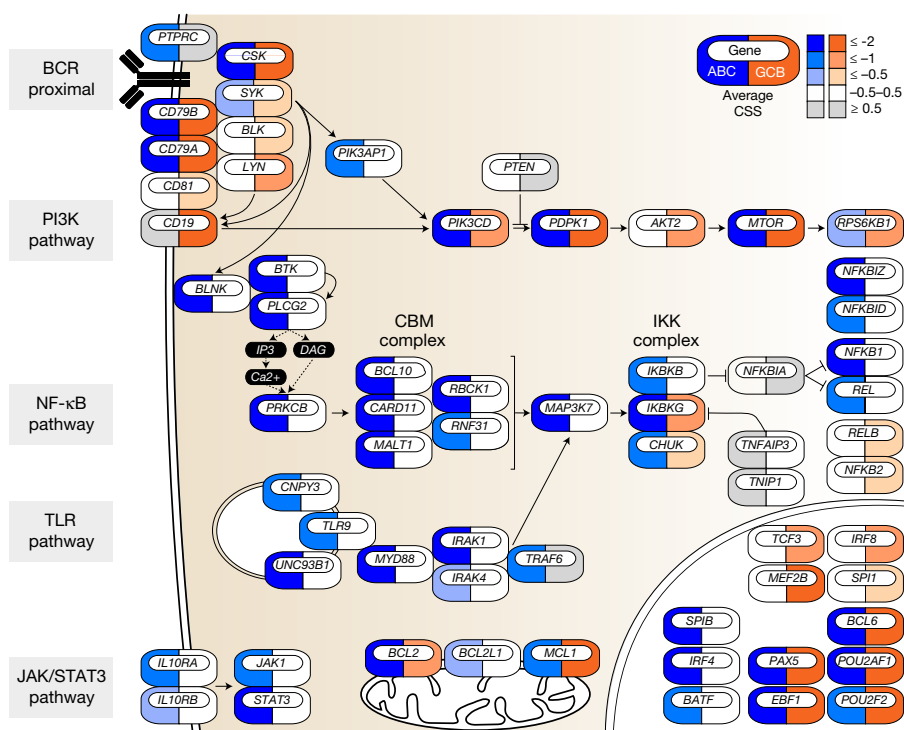 BCR
proximal
PI3K
pathway
NF-κB
pathway
TLR
pathway
JAK/STAT3
pathway
PTPRC
CSK
SYK
CD79B
BLK
CD79A
LYN
CD81
CD19
PIK3AP1
PTEN
PIK3CD
PDPK1
AKT2
MTOR
RPS6KB1
Gene
ABC
GCB
Average
CSS
≤ -2
≤ -1
≤ -0.5
-0.5–0.5
≥ 0.5
BLNK
BTK
PLCG2
IP3
DAG
Ca2+
PRKCB
CBM
complex
BCL10
CARD11
MALT1
RBCK1
RNF31
MAP3K7
IKK
complex
IKBKB
IKBKG
CHUK
NFKBIA
TNFAIP3
TNIP1
NFKBIZ
NFKBID
NFKB1
REL
RELB
NFKB2
CNPY3
TLR9
UNC93B1
MYD88
IRAK1
IRAK4
TRAF6
IL10RA
IL10RB
JAK1
STAT3
BCL2
BCL2L1
MCL1
TCF3
IRF8
MEF2B
SPI1
SPIB
BCL6
IRF4
PAX5
POU2AF1
BATF
EBF1
POU2F2